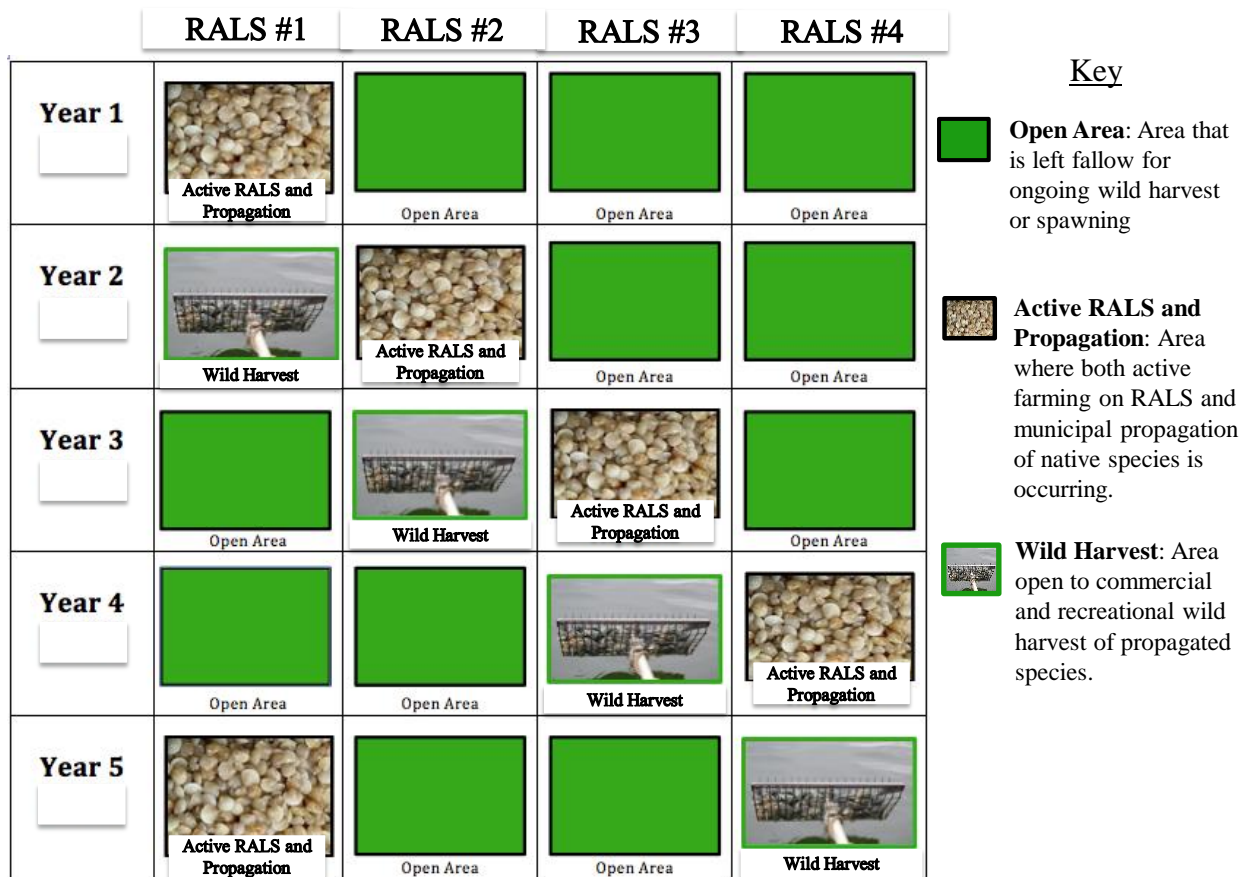 RALS #1 RALS #2 RALS #3 RALS #4
Year 1
Active RALS and
Propagation
Open Area
Open Area
Open Area
Year 2
Wild Harvest
Active RALS and
Propagation
Open Area
Open Area
Year 3
Open Area
Wild Harvest
Active RALS and
Propagation
Open Area
Year 4
Open Area
Open Area
Wild Harvest
Active RALS and
Propagation
Year 5
Active RALS and
Propagation
Open Area
Open Area
Wild Harvest
Key
Open Area: Area that
is left fallow for
ongoing wild harvest
or spawning
Active RALS and
Propagation: Area
where both active
farming on RALS and
municipal propagation
of native species is
occurring.
Wild Harvest: Area
open to commercial
and recreational wild
harvest of propagated
species.